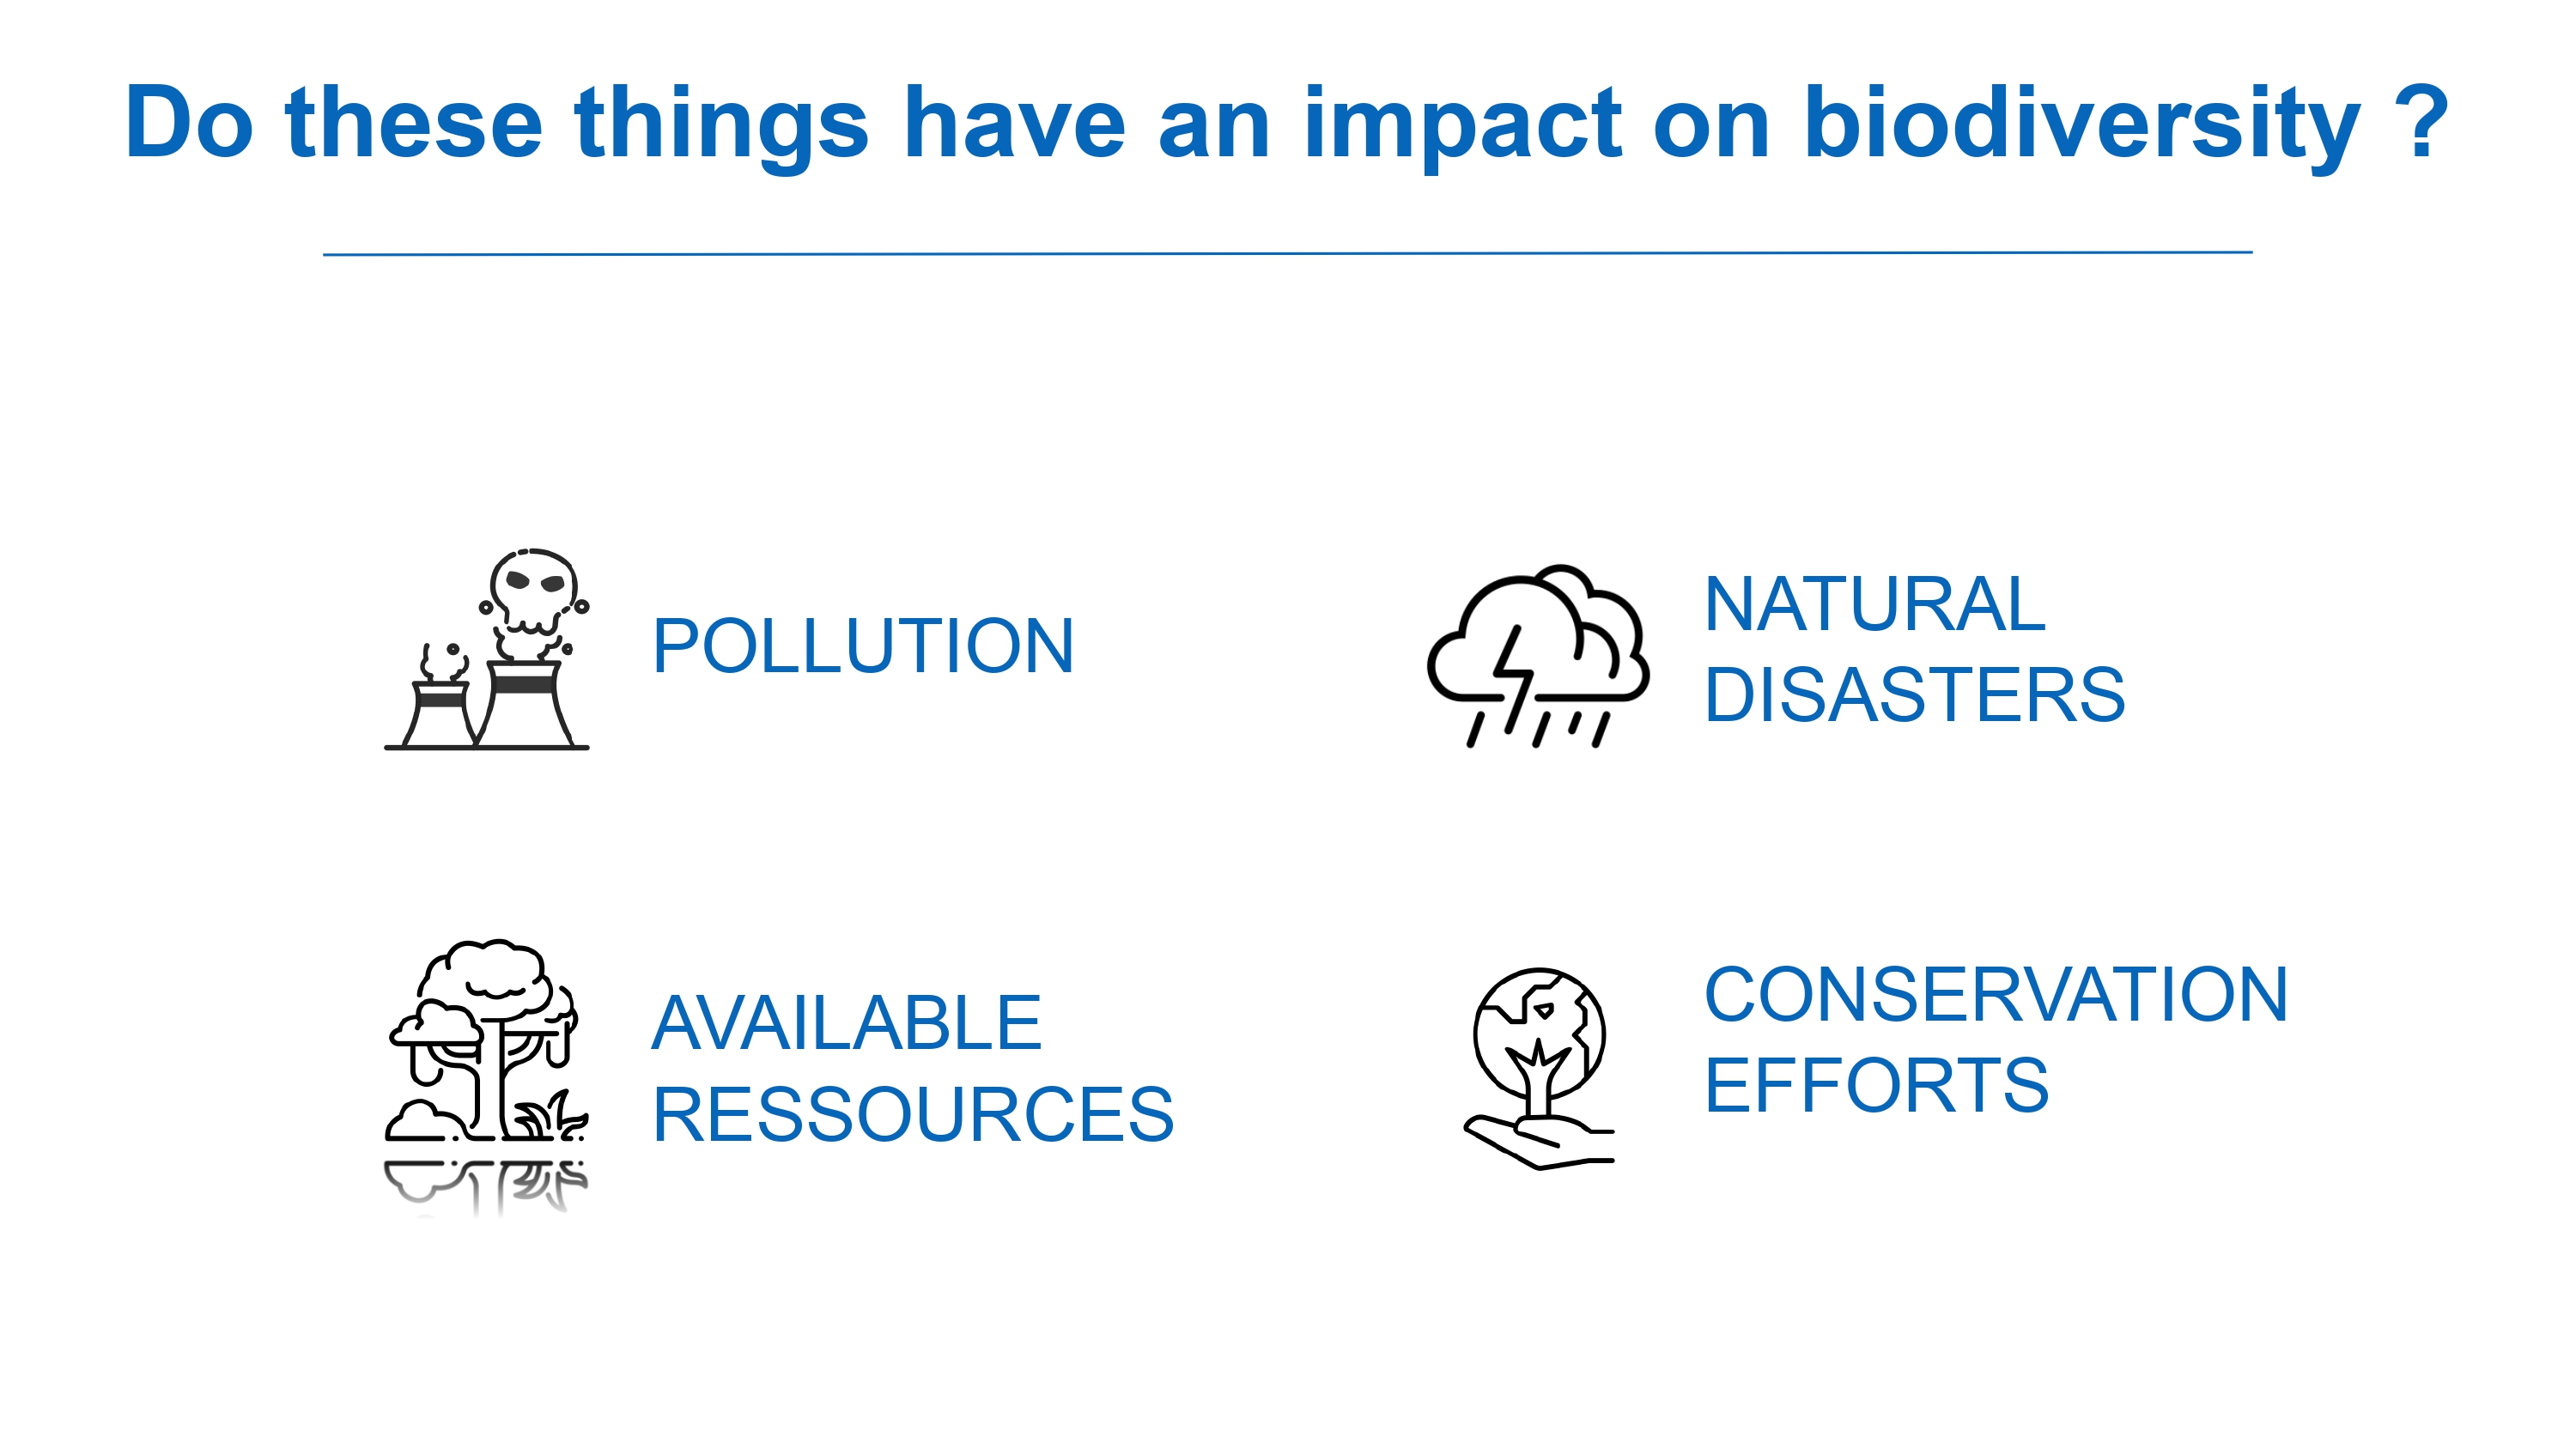 Do these things have an impact on biodiversity ?
POLLUTION
NATURAL
DISASTERS
AVAILABLE
RESSOURCES
CONSERVATION
EFFORTS